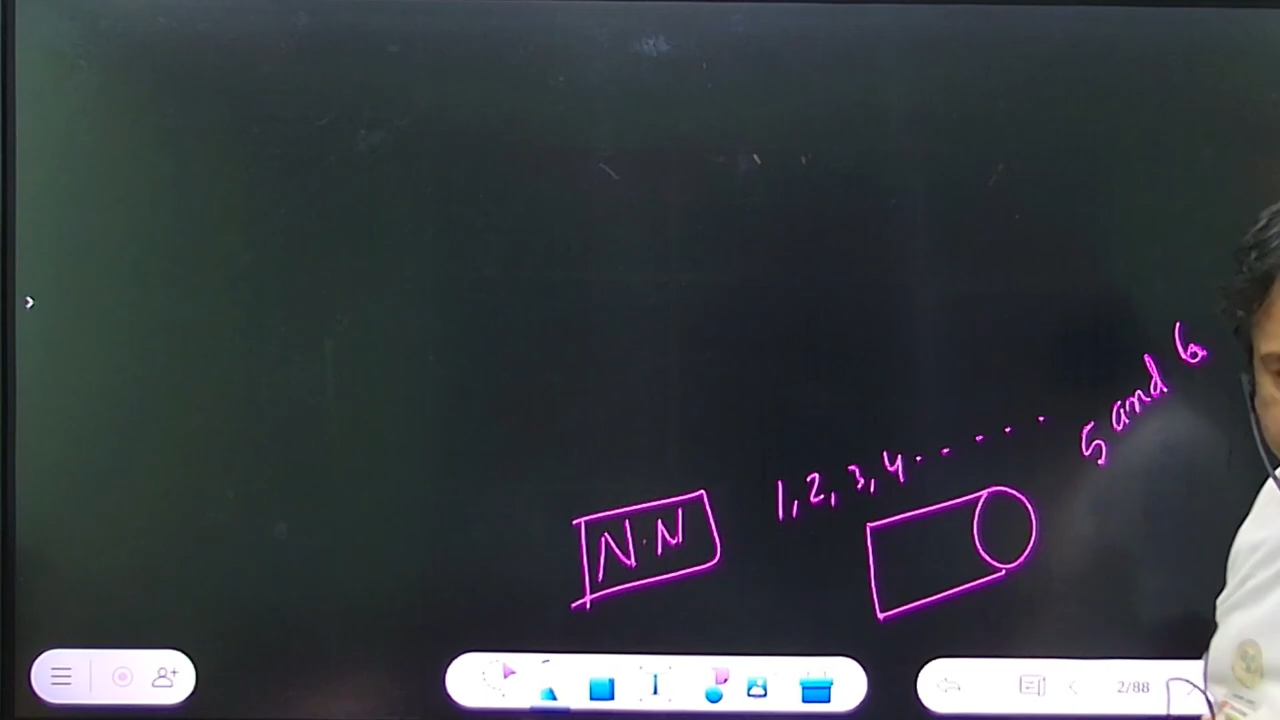 5 and 6
1, 2, 3, 4.......
N.N
2/88